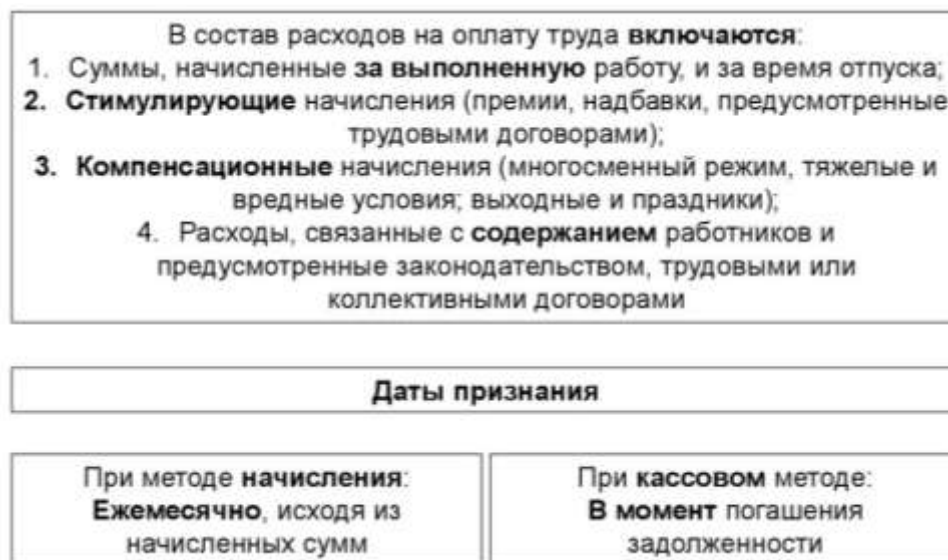 В состав расходов на оплату труда включаются:
1. Суммы, начисленные за выполненную работу, и за время отпуска;
2. Стимулирующие начисления (премии, надбавки, предусмотренные
трудовыми договорами);
3. Компенсационные начисления (многосменный режим, тяжелые и
вредные условия; выходные и праздники);
4. Расходы, связанные с содержанием работников и
предусмотренные законодательством, трудовыми или
коллективными договорами
Даты признания
При методе начисления:
Ежемесячно, исходя из
начисленных сумм
При кассовом методе:
В момент погашения
задолженности